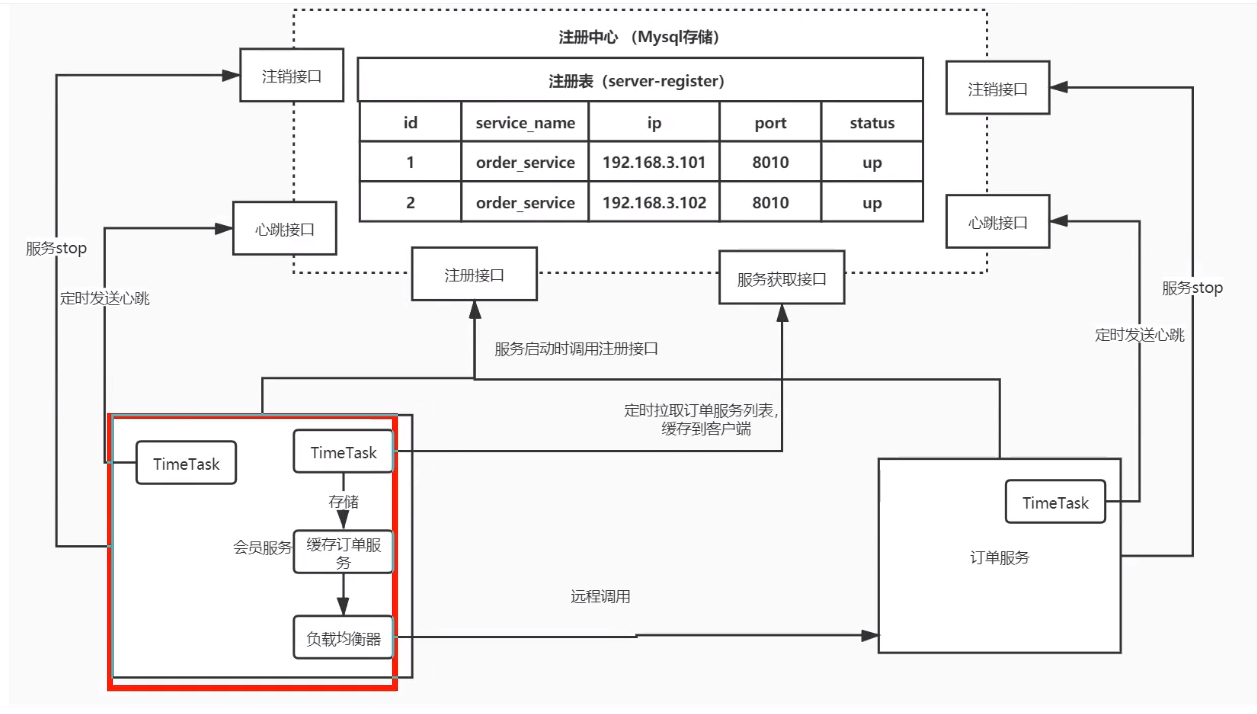 注册中心 （Mysql存储）
注销接口
注册表（server-register）
注销接口
id service_name ip port status
1 order_service 192.168.3.101 8010 up
2 order_service 192.168.3.102 8010 up
心跳接口
心跳接口
服务stop
注册接口
服务获取接口
服务stop
定时发送心跳
定时发送心跳
服务启动时调用注册接口
定时拉取订单服务列表，
缓存到客户端
TimeTask
TimeTask
存储
TimeTask
会员服务
缓存订单服
务
订单服务
远程调用
负载均衡器